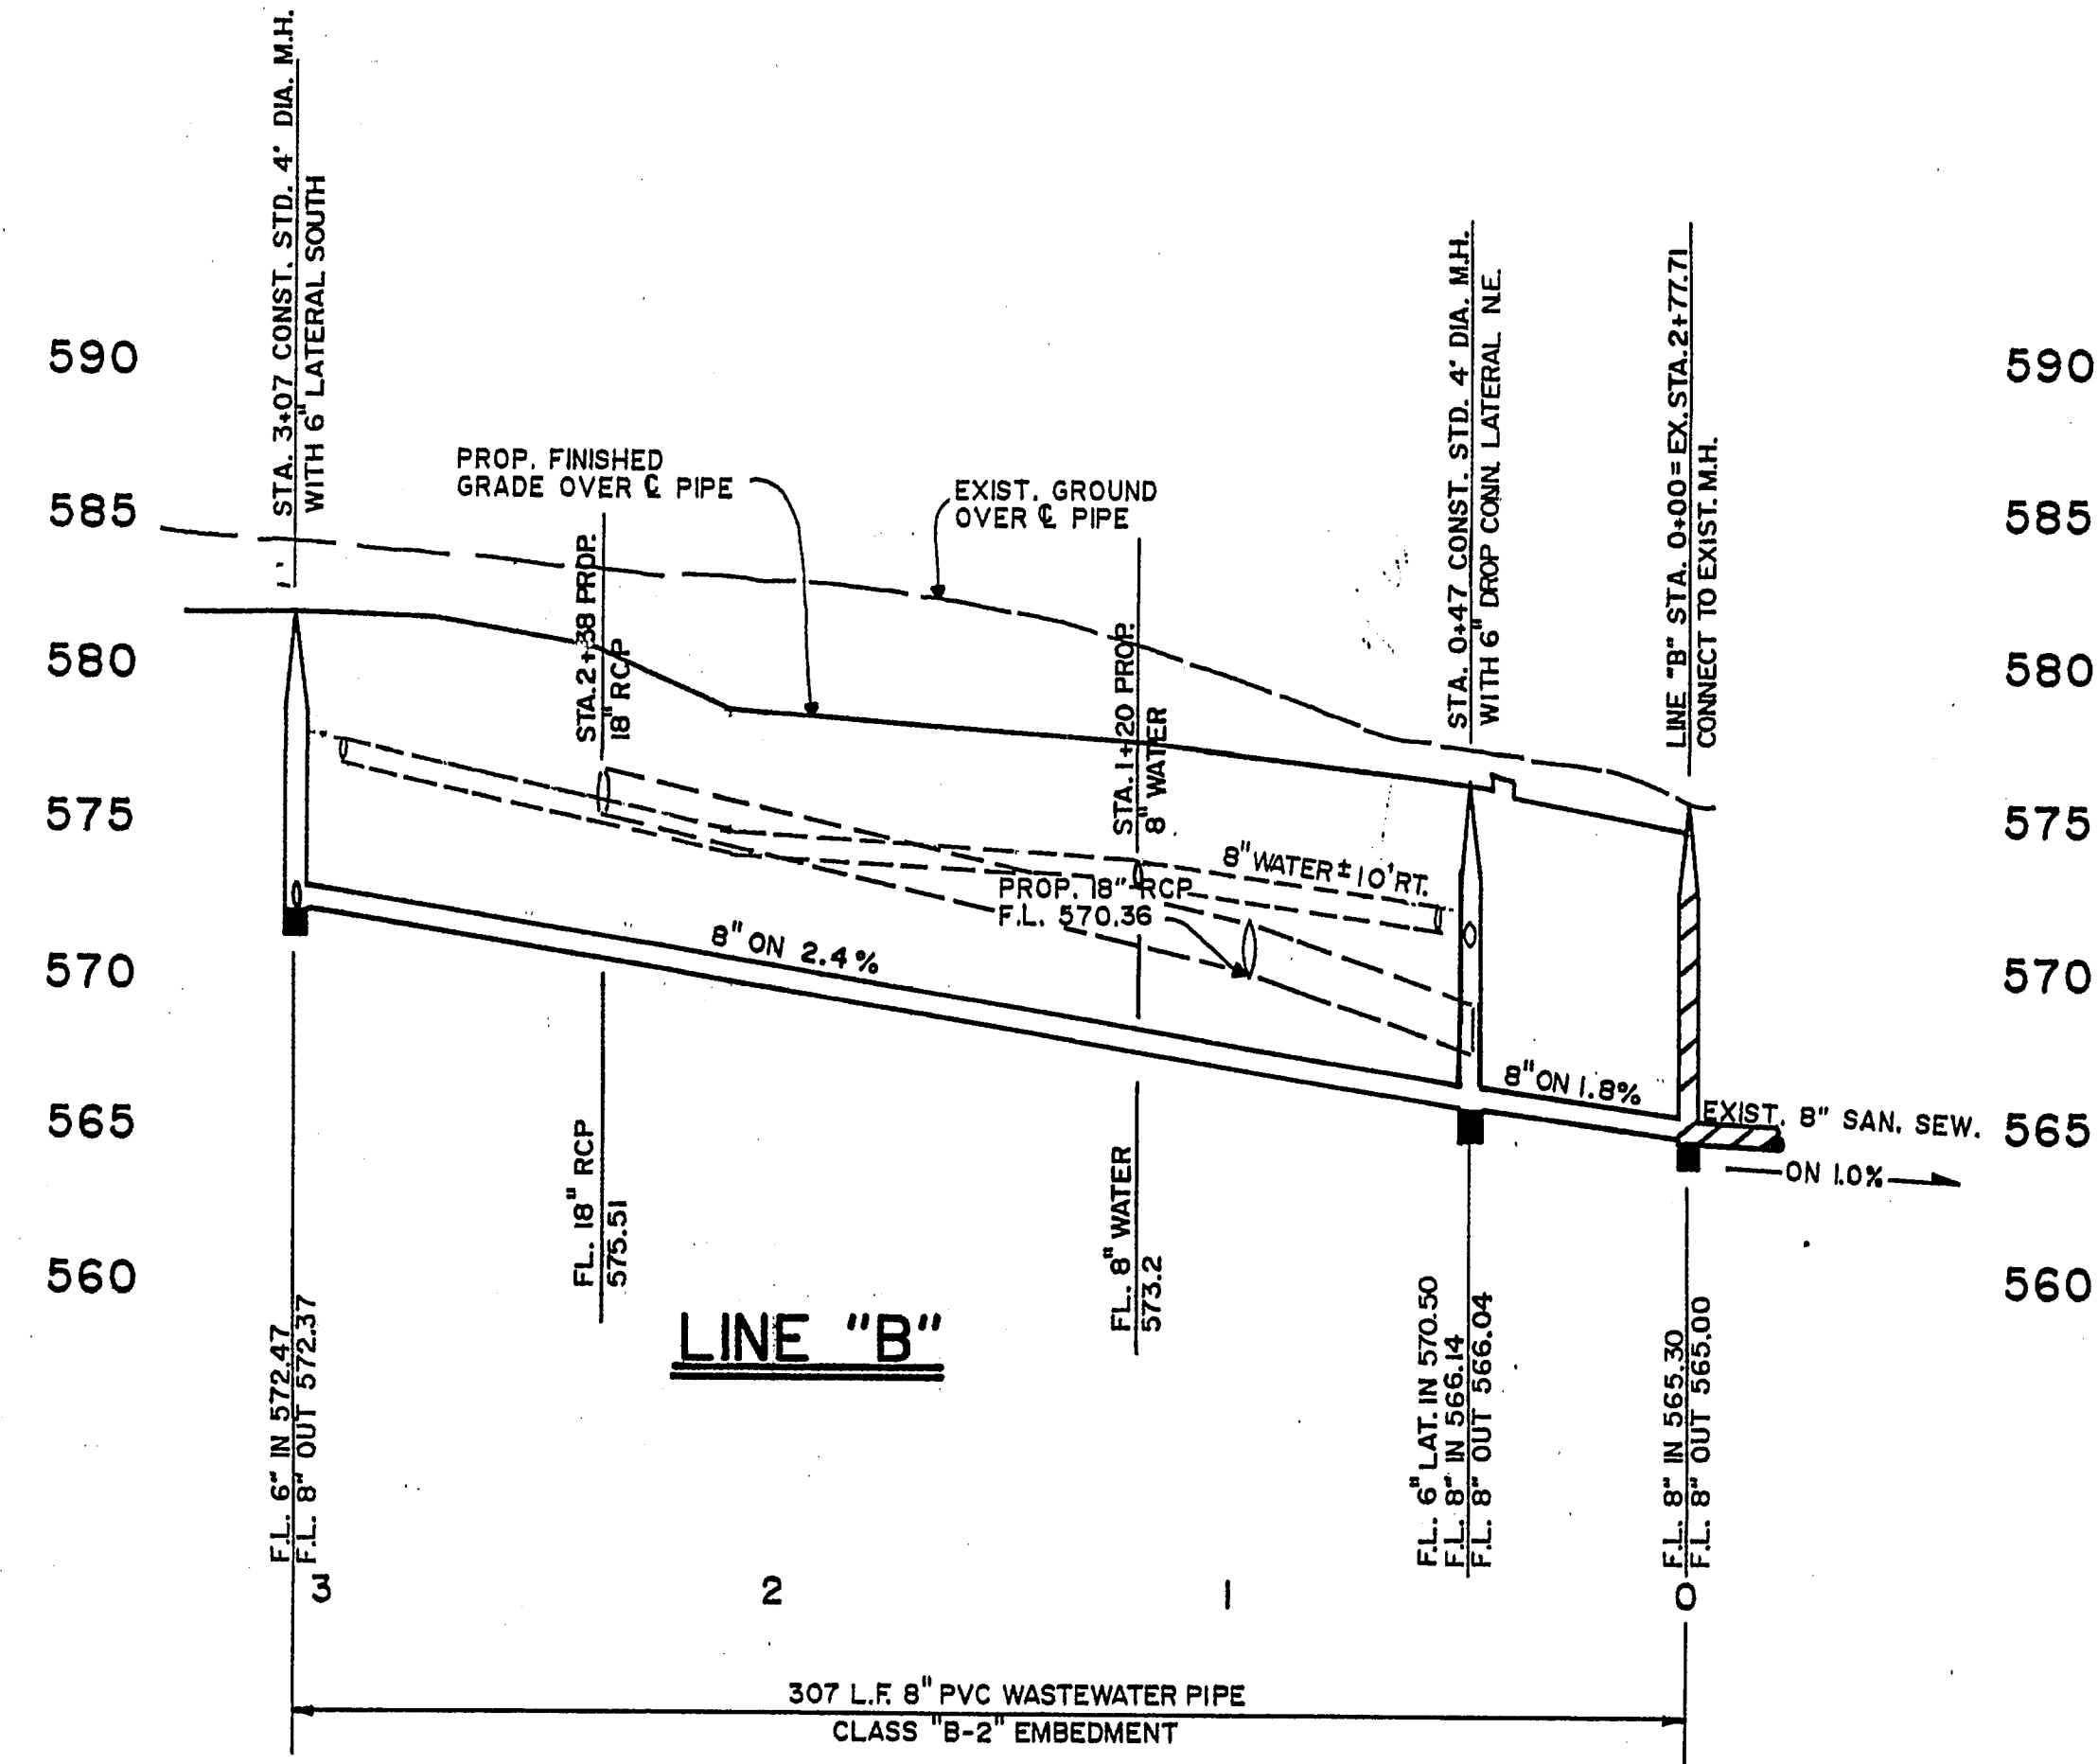 STA. 3+07 CONST. STD. 4' DIA. M.H.
WITH 6" LATERAL SOUTH
STA. 0+47 CONST. STD. 4' DIA. M.H.
WITH 6" DROP CONN. LATERAL N.E.
LINE "B" STA. 0+00=EX. STA. 2+77.71
CONNECT TO EXIST. M.H.
590
590
PROP. FINISHED
GRADE OVER ℄ PIPE
EXIST. GROUND
OVER ℄ PIPE
585
585
STA. 2+38 PROP.
18" RCP
STA. 1+20 PROP.
8" WATER
580
580
575
575
8" WATER ± 10' RT.
PROP. 18" RCP
F.L. 570.36
8" ON 2.4%
570
570
8" ON 1.8%
EXIST. 8" SAN. SEW.
ON 1.0%
565
565
FL. 18" RCP
575.51
FL. 8" WATER
573.2
560
560
LINE "B"
F.L. 6" IN 572.47
F.L. 8" OUT 572.37
F.L. 6" LAT. IN 570.50
F.L. 8" IN 566.14
F.L. 8" OUT 566.04
F.L. 8" IN 565.30
F.L. 8" OUT 565.00
3 2 1 0
307 L.F. 8" PVC WASTEWATER PIPE
CLASS "B-2" EMBEDMENT